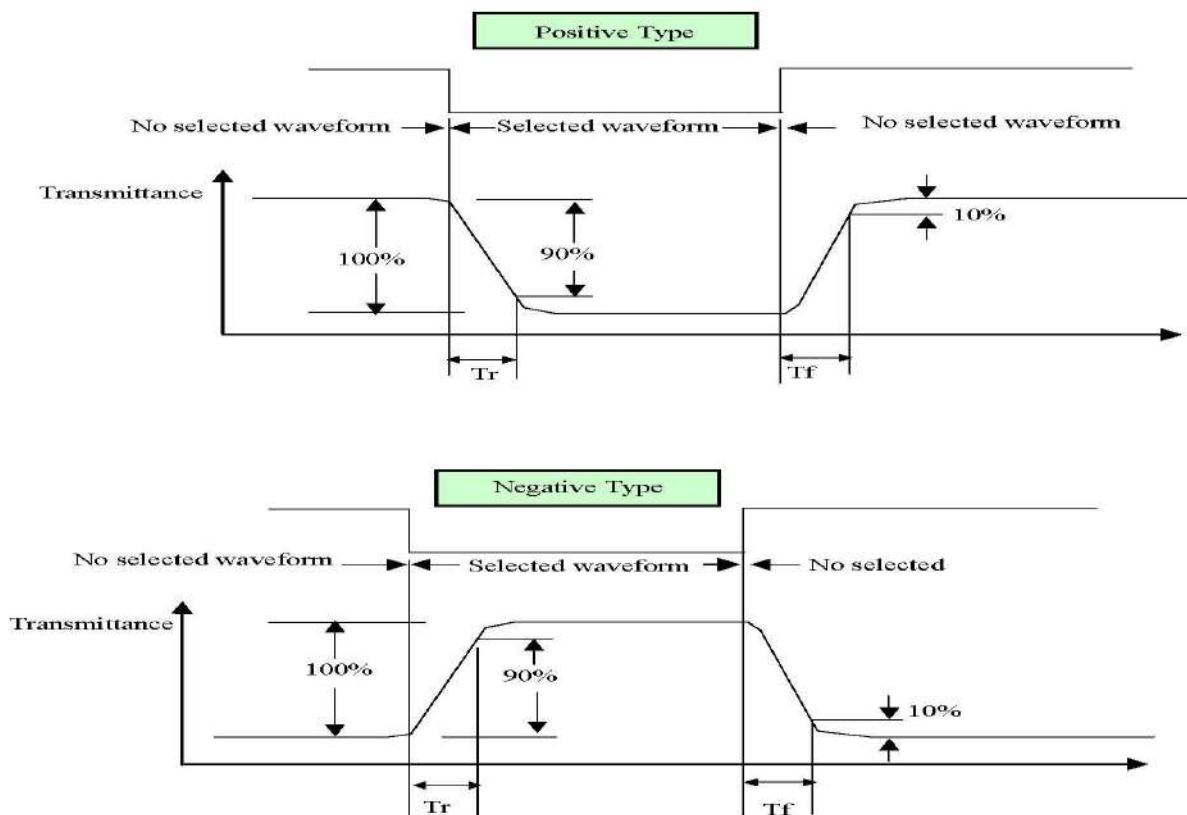 Positive Type
No selected waveform
Selected waveform
No selected waveform
Transmittance
100%
90%
10%
Tr
Tf
Negative Type
No selected waveform
Selected waveform
No selected
Transmittance
100%
90%
10%
Tr
Tf